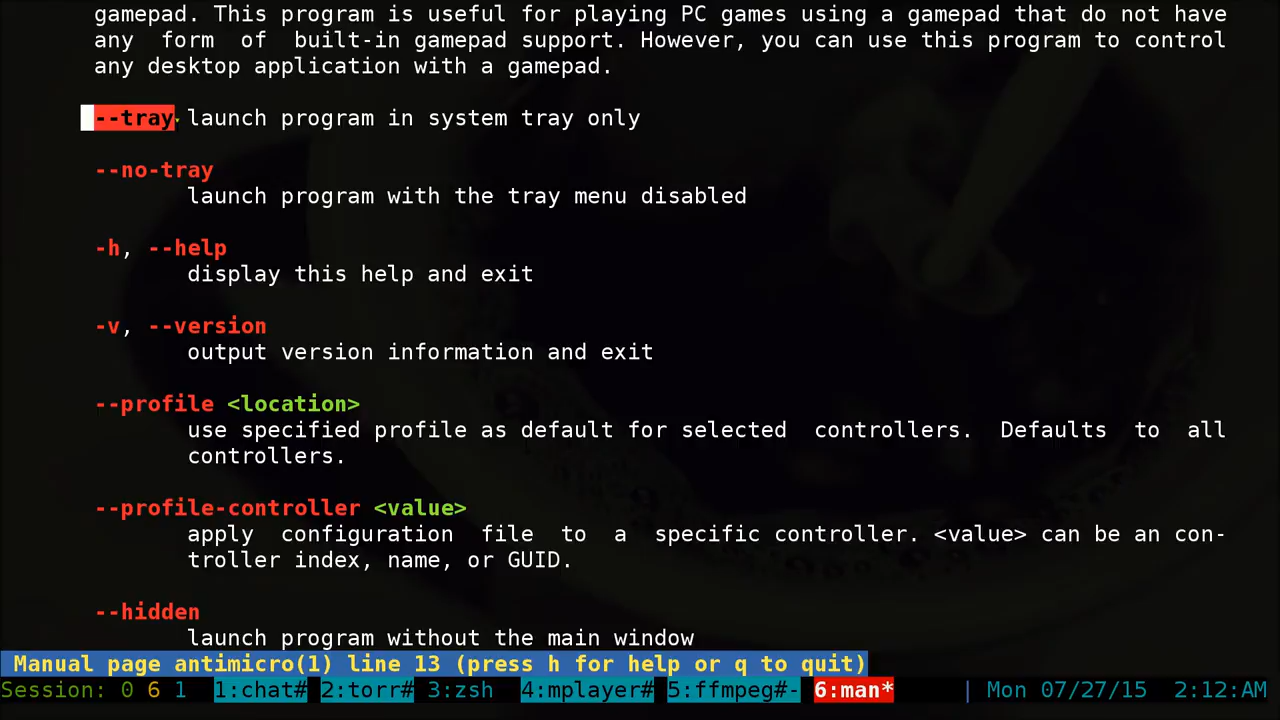 gamepad. This program is useful for playing PC games using a gamepad that do not have
any form of built-in gamepad support. However, you can use this program to control
any desktop application with a gamepad.
--tray launch program in system tray only
--no-tray
launch program with the tray menu disabled
-h, --help
display this help and exit
-v, --version
output version information and exit
--profile <location>
use specified profile as default for selected controllers. Defaults to all
controllers.
--profile-controller <value>
apply configuration file to a specific controller. <value> can be an con-
troller index, name, or GUID.
--hidden
launch program without the main window
Manual page antimicro(1) line 13 (press h for help or q to quit)
Session: 0 6 1 1:chat# 2:torr# 3:zsh 4:mplayer# 5:ffmpeg#- 6:man* | Mon 07/27/15 2:12AM